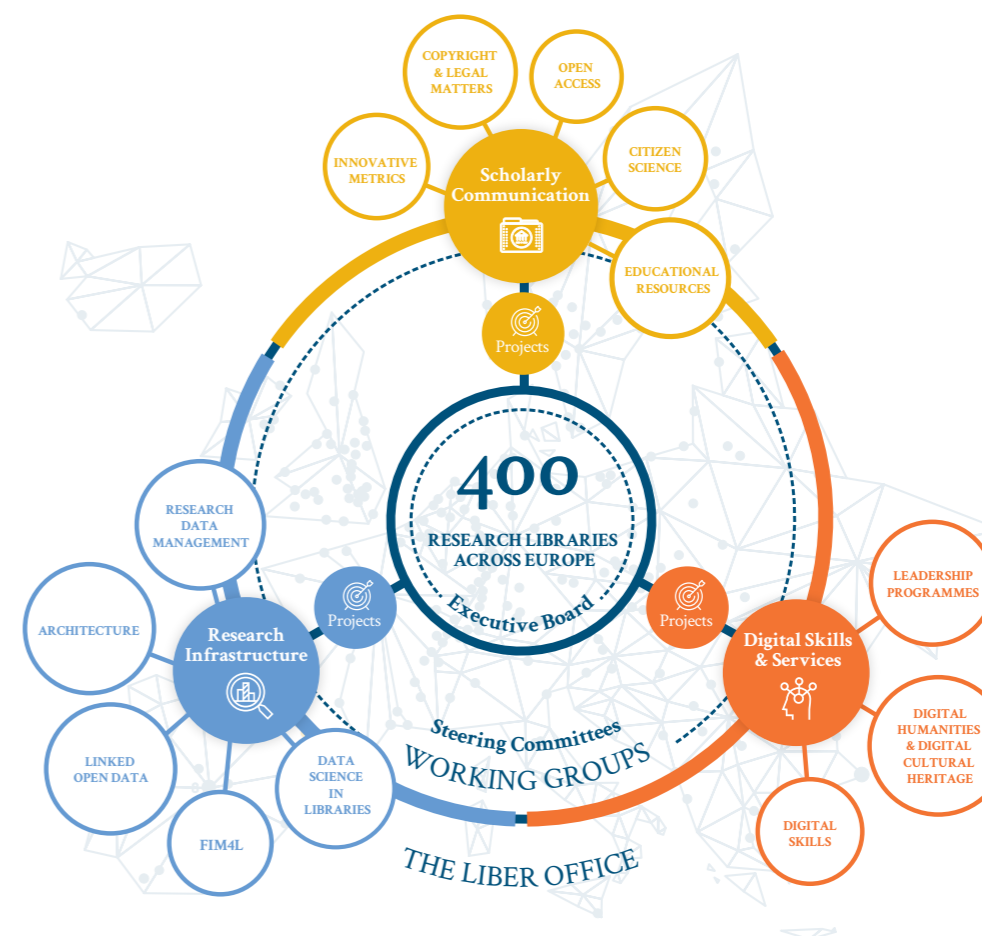 COPYRIGHT
& LEGAL
MATTERS
OPEN
ACCESS
INNOVATIVE
METRICS
CITIZEN
SCIENCE
Scholarly
Communication
EDUCATIONAL
RESOURCES
Projects
400
RESEARCH LIBRARIES
ACROSS EUROPE
Executive Board
RESEARCH
DATA
MANAGEMENT
ARCHITECTURE
Research
Infrastructure
Projects
LINKED
OPEN DATA
FIM4L
DATA
SCIENCE
IN
LIBRARIES
Projects
Digital Skills
& Services
LEADERSHIP
PROGRAMMES
DIGITAL
HUMANITIES
& DIGITAL
CULTURAL
HERITAGE
DIGITAL
SKILLS
Steering Committees
WORKING GROUPS
THE LIBER OFFICE